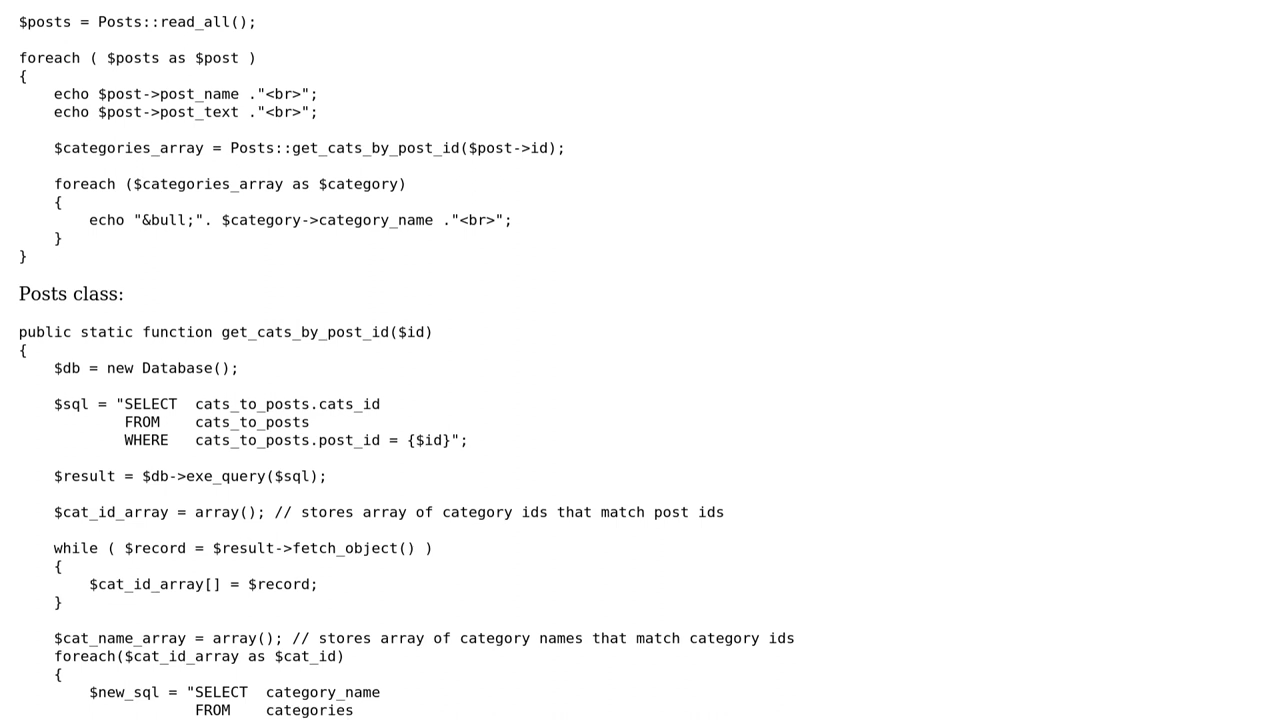 $posts = Posts::read_all();
foreach ( $posts as $post )
{
    echo $post->post_name ."<br>";
    echo $post->post_text ."<br>";
    $categories_array = Posts::get_cats_by_post_id($post->id);
    foreach ($categories_array as $category)
    {
        echo "&bull;". $category->category_name ."<br>";
    }
}
Posts class:
public static function get_cats_by_post_id($id)
{
    $db = new Database();
    $sql = "SELECT  cats_to_posts.cats_id
            FROM    cats_to_posts
            WHERE   cats_to_posts.post_id = {$id}";
    $result = $db->exe_query($sql);
    $cat_id_array = array(); // stores array of category ids that match post ids
    while ( $record = $result->fetch_object() )
    {
        $cat_id_array[] = $record;
    }
    $cat_name_array = array(); // stores array of category names that match category ids
    foreach($cat_id_array as $cat_id)
    {
        $new_sql = "SELECT  category_name
                    FROM    categories